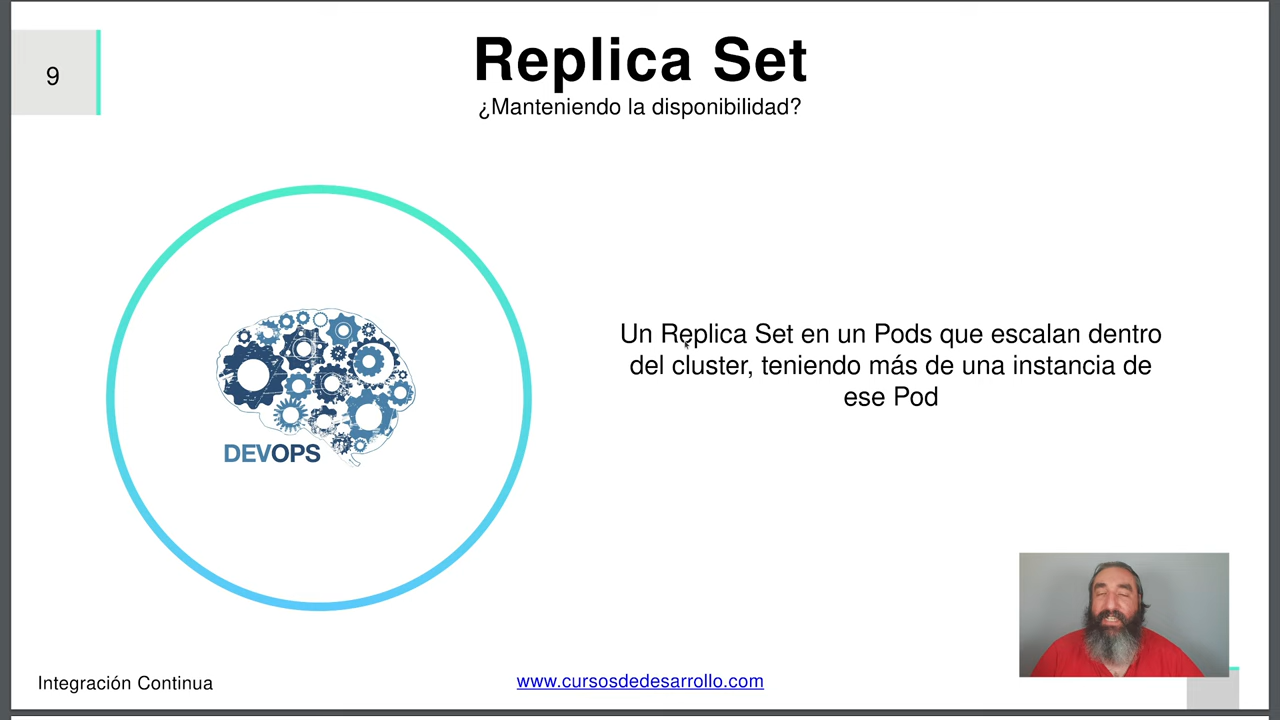 9
Replica Set
¿Manteniendo la disponibilidad?
DEVOPS
Un Replica Set en un Pods que escalan dentro
del cluster, teniendo más de una instancia de
ese Pod
Integración Continua
www.cursosdedesarrollo.com